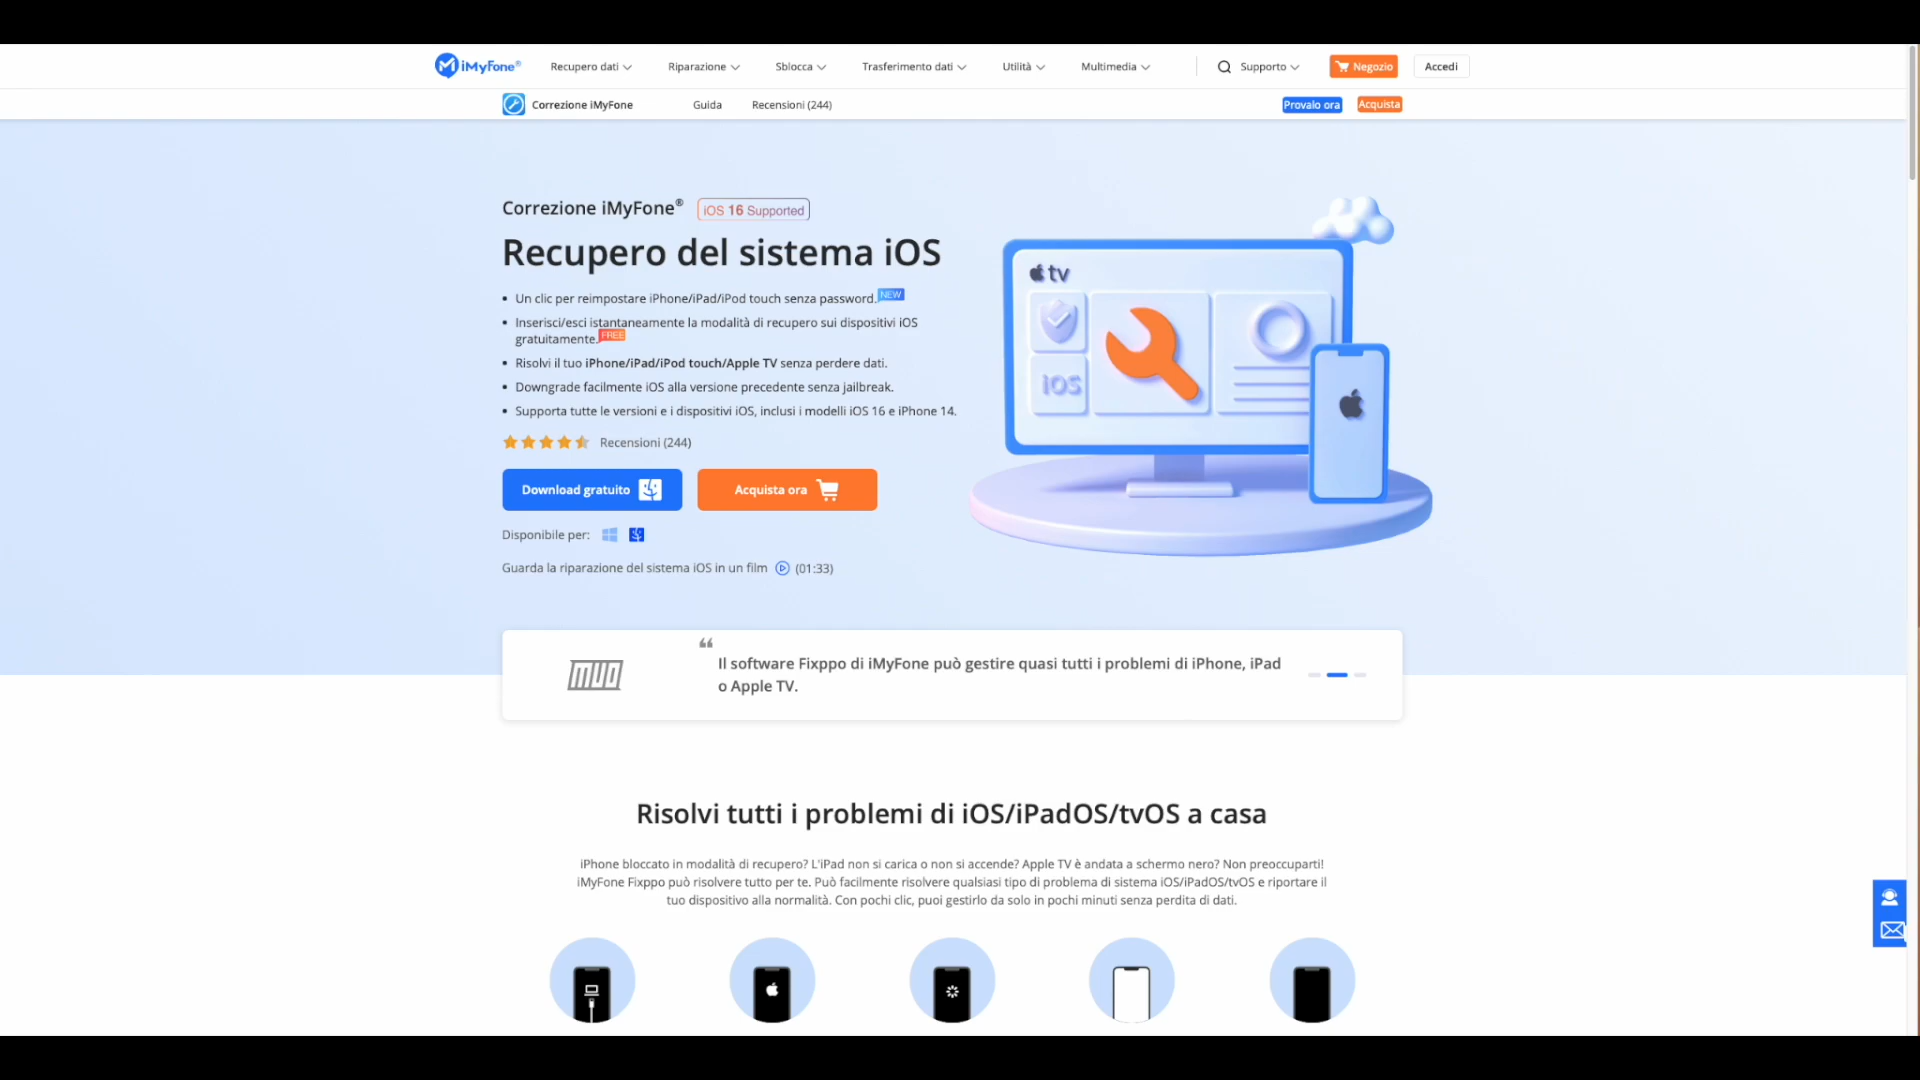 iMyFone®
Recupero dati
Riparazione
Sblocca
Trasferimento dati
Utilità
Multimedia
Supporto
Negozio
Accedi
Correzione iMyFone
Guida
Recensioni (244)
Provalo ora
Acquista
Correzione iMyFone®
iOS 16 Supported
Recupero del sistema iOS
• Un clic per reimpostare iPhone/iPad/iPod touch senza password. NEW
• Inserisci/esci istantaneamente la modalità di recupero sui dispositivi iOS
gratuitamente. FREE
• Risolvi il tuo iPhone/iPad/iPod touch/Apple TV senza perdere dati.
• Downgrade facilmente iOS alla versione precedente senza jailbreak.
• Supporta tutte le versioni e i dispositivi iOS, inclusi i modelli iOS 16 e iPhone 14.
Recensioni (244)
Download gratuito
Acquista ora
Disponibile per:
Guarda la riparazione del sistema iOS in un film (01:33)
tv
iOS
MUO
“ Il software Fixppo di iMyFone può gestire quasi tutti i problemi di iPhone, iPad
o Apple TV.
Risolvi tutti i problemi di iOS/iPadOS/tvOS a casa
iPhone bloccato in modalità di recupero? L'iPad non si carica o non si accende? Apple TV è andata a schermo nero? Non preoccuparti!
iMyFone Fixppo può risolvere tutto per te. Può facilmente risolvere qualsiasi tipo di problema di sistema iOS/iPadOS/tvOS e riportare il
tuo dispositivo alla normalità. Con pochi clic, puoi gestirlo da solo in pochi minuti senza perdita di dati.